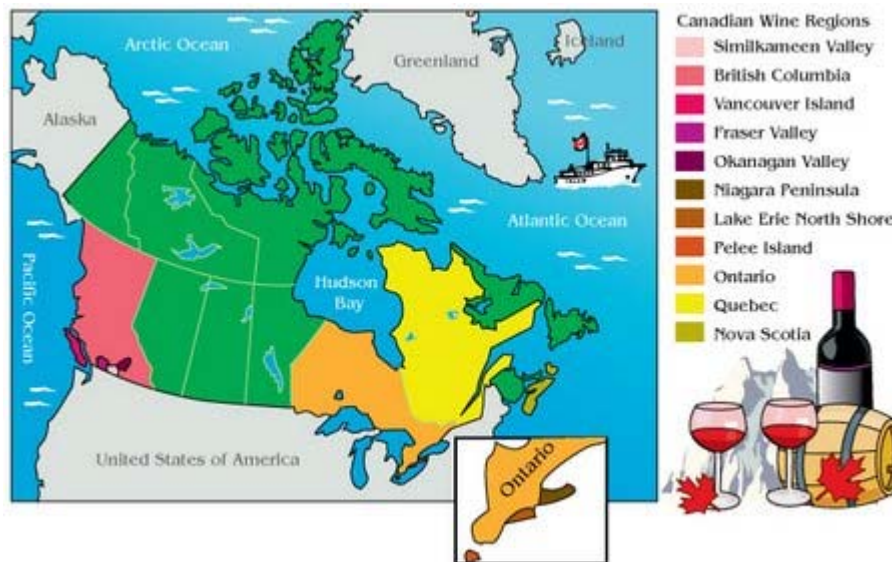 Arctic Ocean
Iceland
Greenland
Alaska
Atlantic Ocean
Pacific Ocean
Hudson
Bay
United States of America
Ontario
Canadian Wine Regions
Similkameen Valley
British Columbia
Vancouver Island
Fraser Valley
Okanagan Valley
Niagara Peninsula
Lake Erie North Shore
Pelee Island
Ontario
Quebec
Nova Scotia